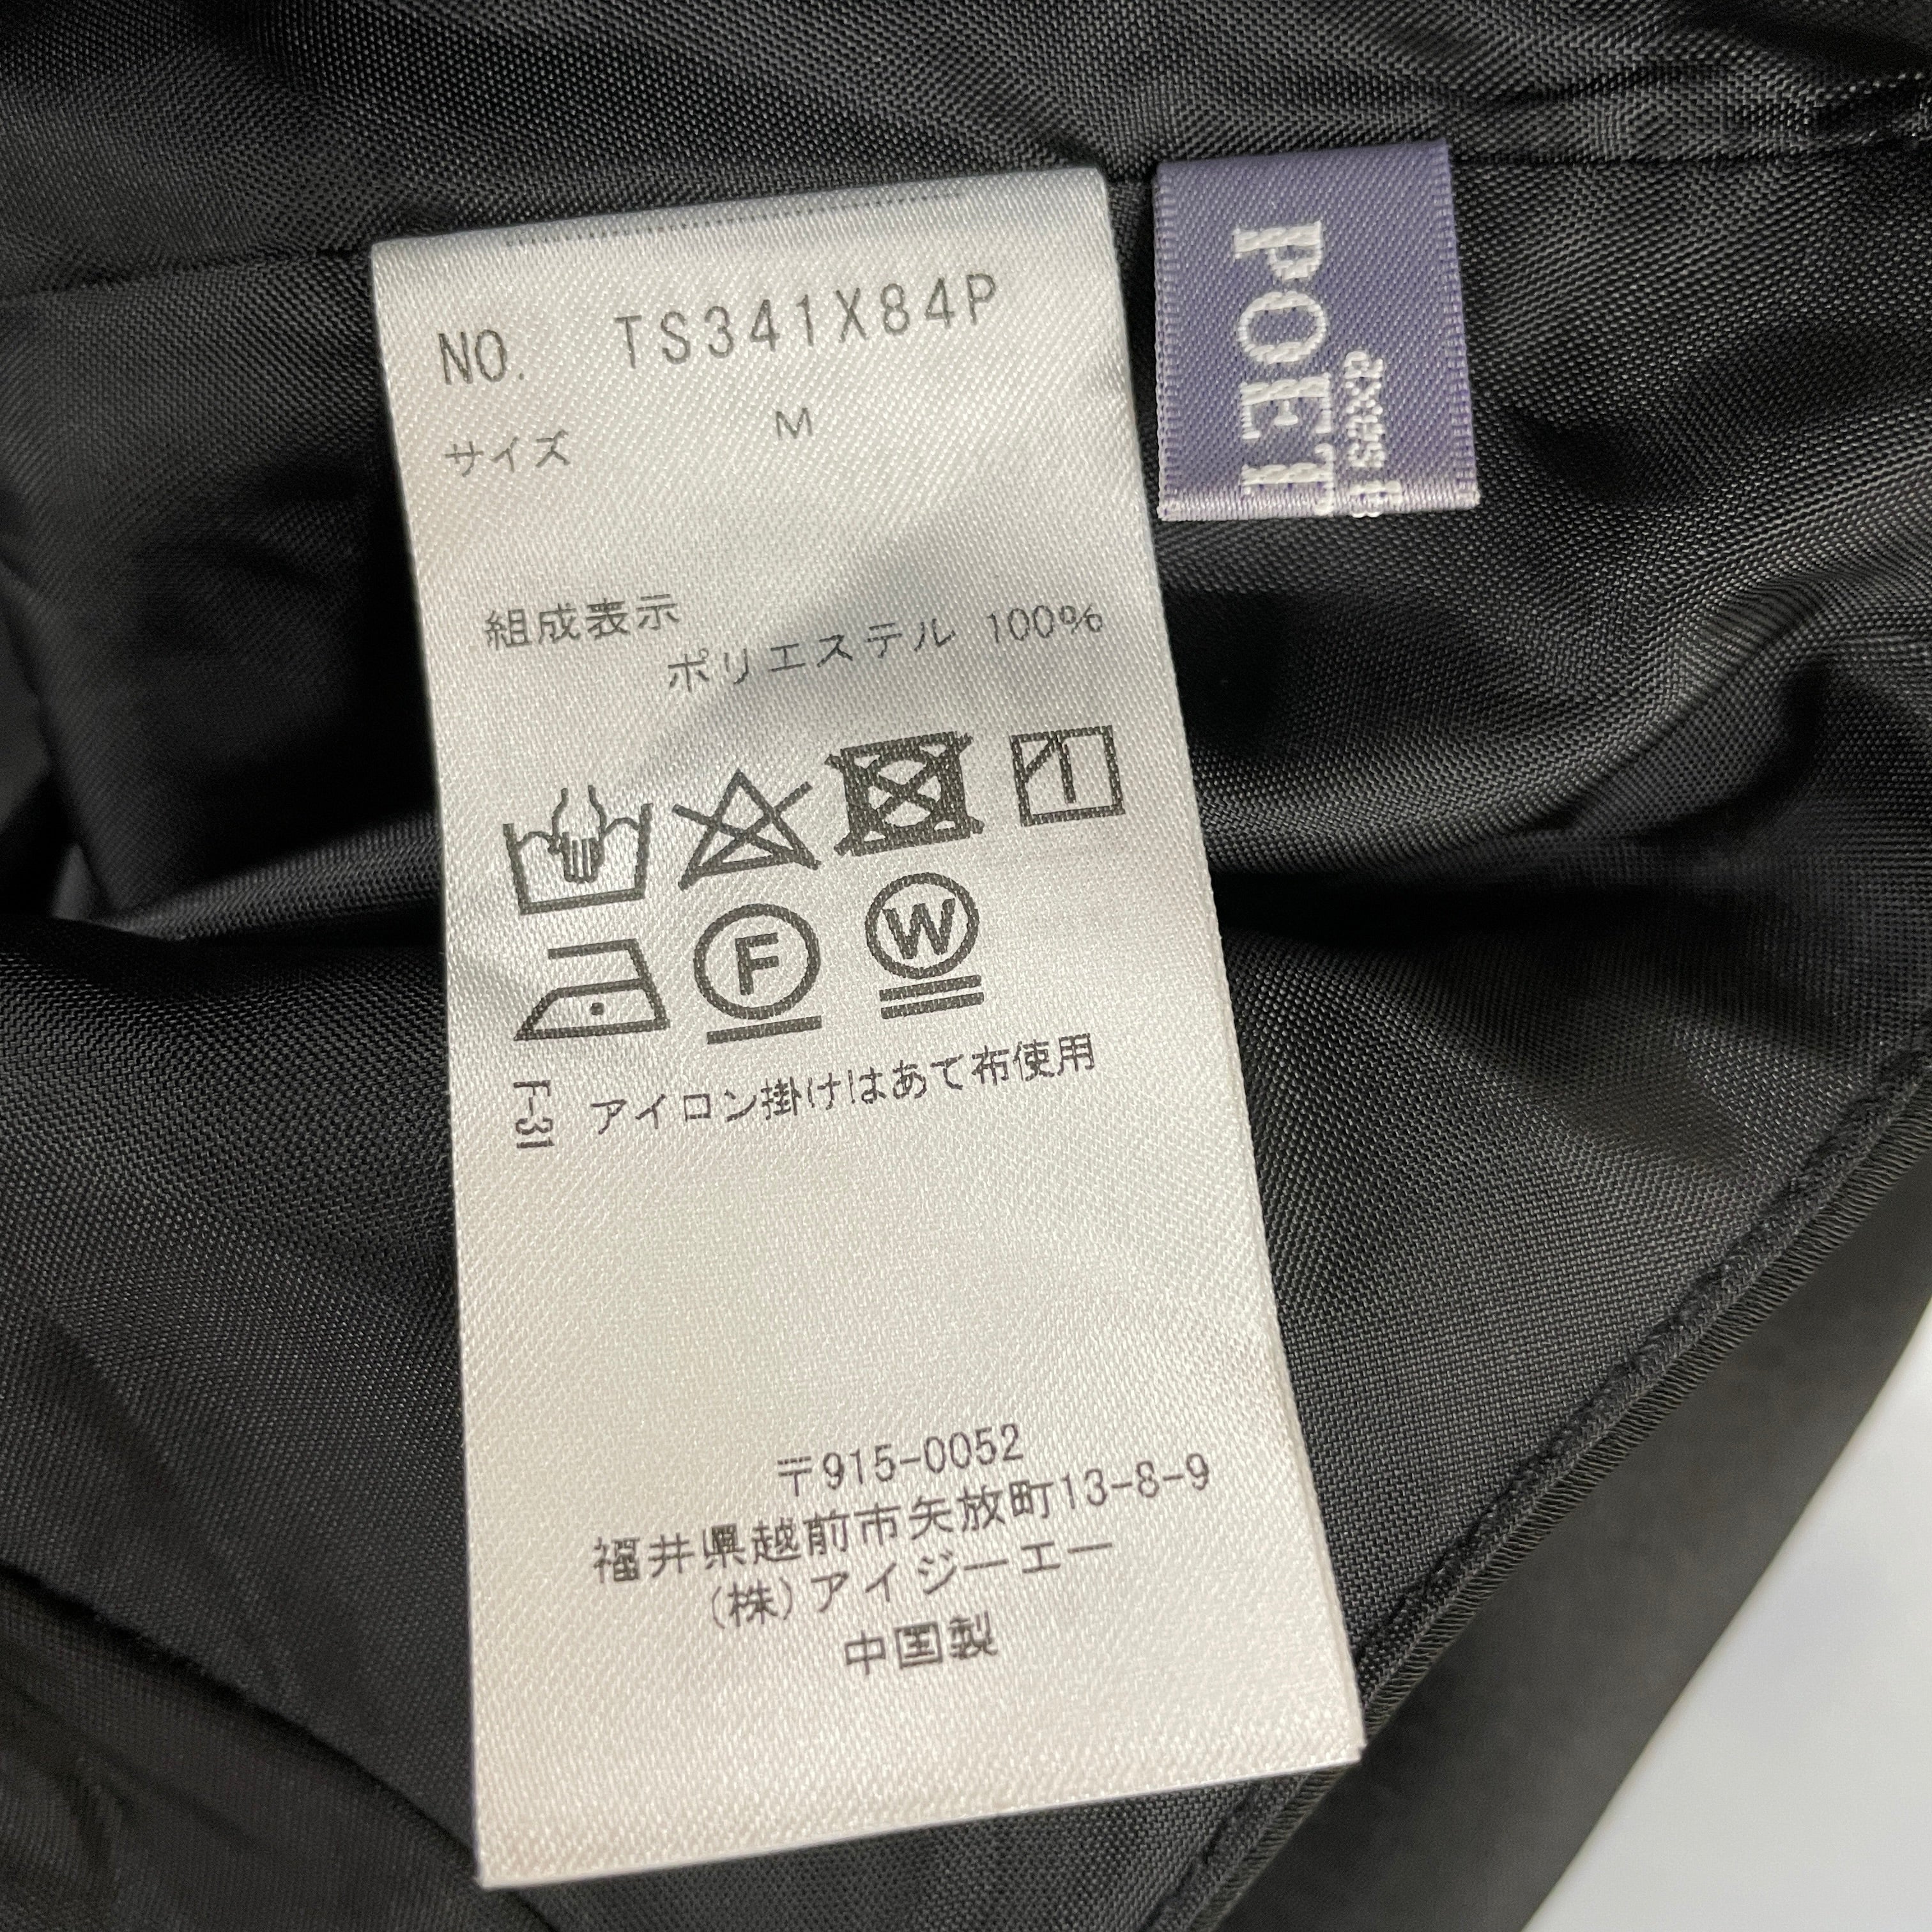 NO. TS341X84P
サイズ M
組成表示
ポリエステル 100%
F
W
F-31 アイロン掛けはあて布使用
〒915-0052
福井県越前市矢放町13-8-9
(株)アイジーエー
中国製
POET